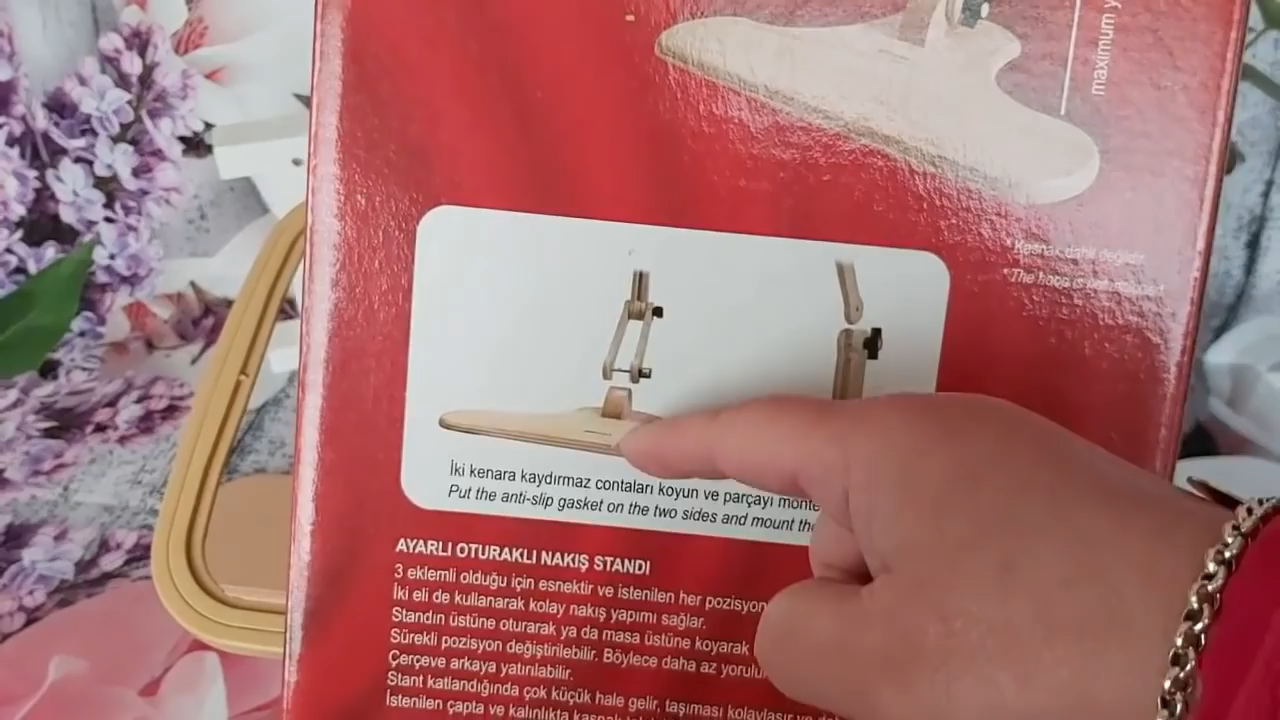 maximum
* Kasnak dahil değildir.
* The hoop is not included.
İki kenara kaydırmaz contaları koyun ve parçayı monte
Put the anti-slip gasket on the two sides and mount the
AYARLI OTURAKLI NAKIŞ STANDI
3 eklemli olduğu için esnektir ve istenilen her pozisyon
İki eli de kullanarak kolay nakış yapımı sağlar.
Standın üstüne oturarak ya da masa üstüne koyarak
Sürekli pozisyon değiştirilebilir. Böylece daha az yorulu
Çerçeve arkaya yatırılabilir.
Stant katlandığında çok küçük hale gelir, taşıması kolaylaşır
İstenilen çapta ve kalınlıkta kasnak